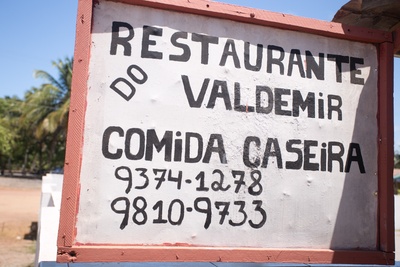 RESTAURANTE
DO VALDEMiR
COMiDA CASEiRA
9374-1278
9810-9733